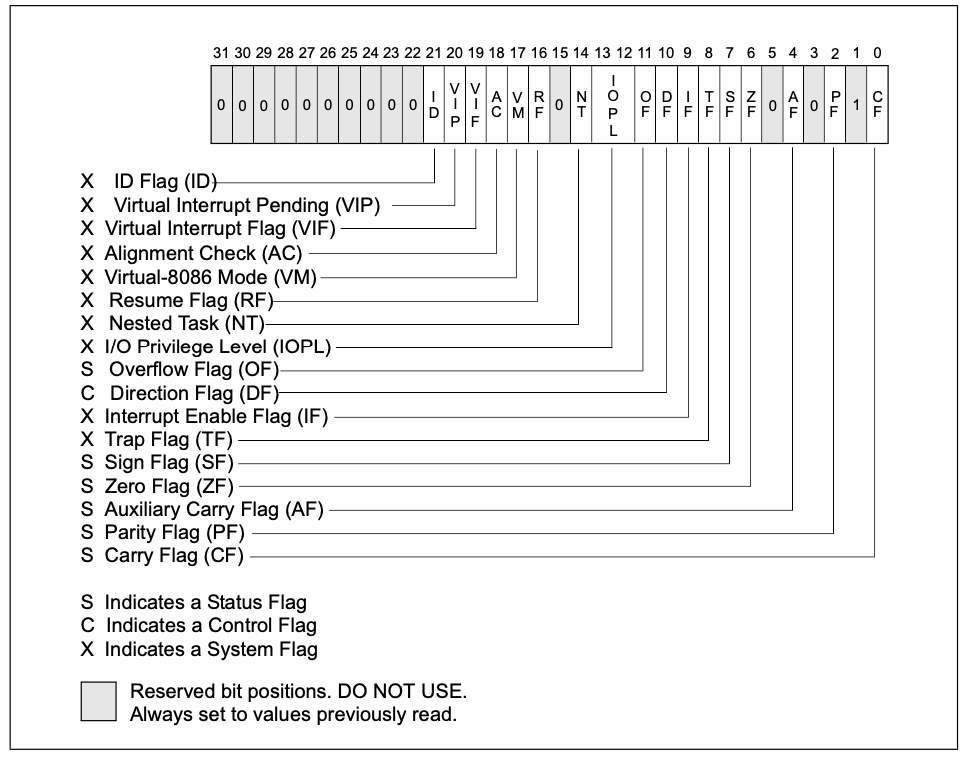 31 30 29 28 27 26 25 24 23 22 21 20 19 18 17 16 15 14 13 12 11 10 9 8 7 6 5 4 3 2 1 0
0 0 0 0 0 0 0 0 0 0 ID VIP VIF AC VM RF 0 NT IOPL OF DF IF TF SF ZF 0 AF 0 PF 1 CF
X ID Flag (ID)
X Virtual Interrupt Pending (VIP)
X Virtual Interrupt Flag (VIF)
X Alignment Check (AC)
X Virtual-8086 Mode (VM)
X Resume Flag (RF)
X Nested Task (NT)
X I/O Privilege Level (IOPL)
S Overflow Flag (OF)
C Direction Flag (DF)
X Interrupt Enable Flag (IF)
X Trap Flag (TF)
S Sign Flag (SF)
S Zero Flag (ZF)
S Auxiliary Carry Flag (AF)
S Parity Flag (PF)
S Carry Flag (CF)
S Indicates a Status Flag
C Indicates a Control Flag
X Indicates a System Flag
Reserved bit positions. DO NOT USE.
Always set to values previously read.